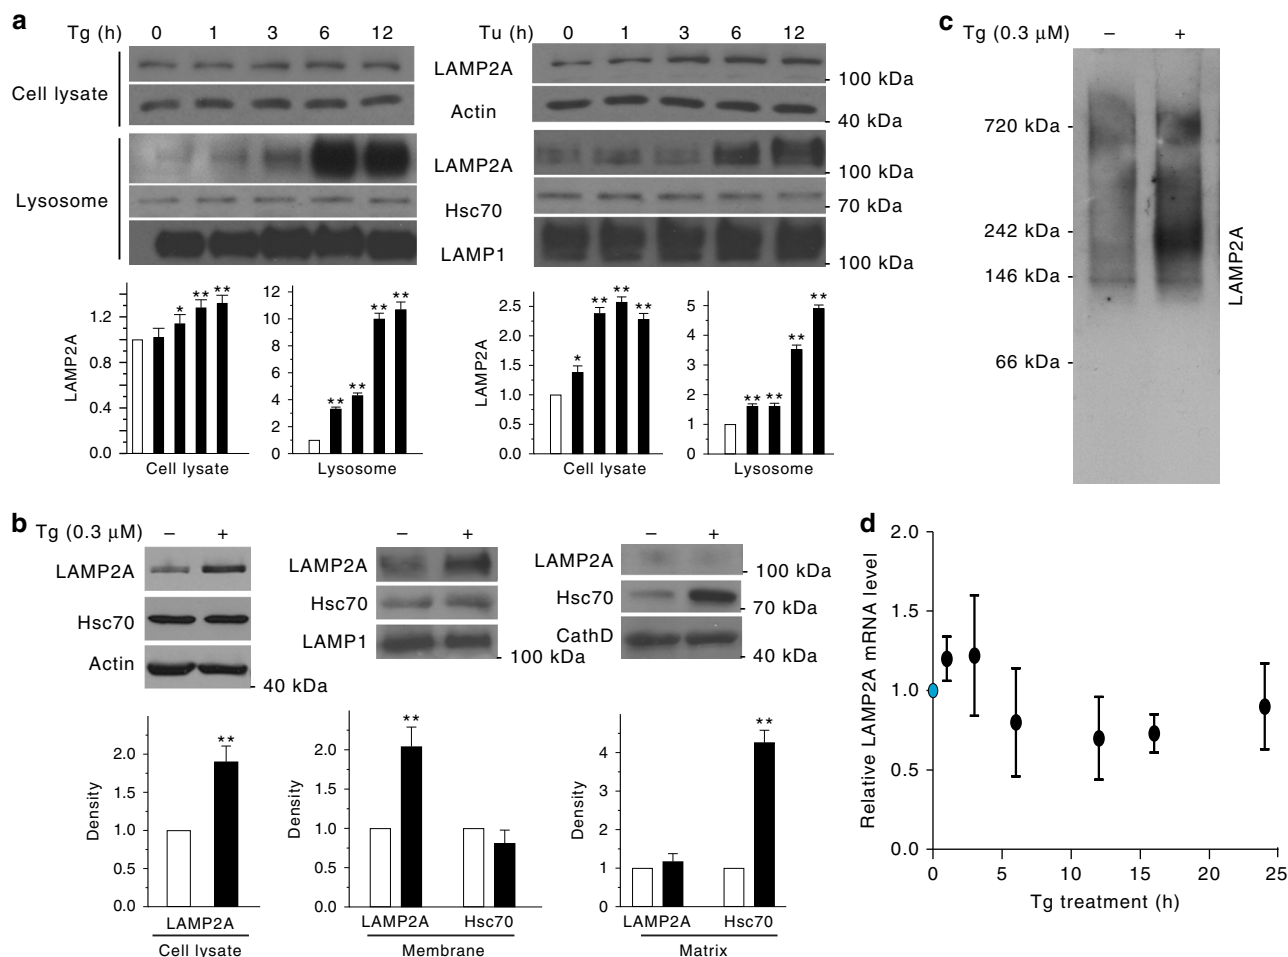 a
Tg (h) 0 1 3 6 12
Tu (h) 0 1 3 6 12
Cell lysate
LAMP2A
- 100 kDa
Actin
- 40 kDa
Lysosome
LAMP2A
- 100 kDa
Hsc70
- 70 kDa
LAMP1
- 100 kDa
LAMP2A
1.2
0.8
0.4
0.0
* ** **
Cell lysate
12
10
8
6
4
2
0
** ** ** **
Lysosome
LAMP2A
2.5
2.0
1.5
1.0
0.5
0.0
* ** ** **
Cell lysate
5
4
3
2
1
0
** ** ** **
Lysosome
b
Tg (0.3 μM) – +
LAMP2A
Hsc70
Actin
- 40 kDa
– +
LAMP2A
Hsc70
LAMP1
- 100 kDa
– +
LAMP2A
- 100 kDa
Hsc70
- 70 kDa
CathD
- 40 kDa
Density
2.0
1.0
0.5
0.0
**
LAMP2A
Cell lysate
Density
2.0
1.0
0.5
0.0
**
LAMP2A Hsc70
Membrane
Density
4
3
2
1
0
**
LAMP2A Hsc70
Matrix
c
Tg (0.3 μM) – +
720 kDa -
242 kDa -
146 kDa -
66 kDa -
LAMP2A
d
Relative LAMP2A mRNA level
2.0
1.5
1.0
0.5
0.0
0 5 10 15 20 25
Tg treatment (h)